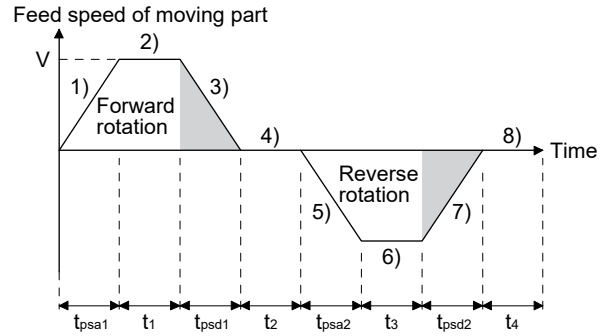 Feed speed of moving part
2)
V
1)
3)
Forward
rotation
4)
8)
Time
Reverse
rotation
5)
7)
6)
tpsa1 t1 tpsd1 t2 tpsa2 t3 tpsd2 t4